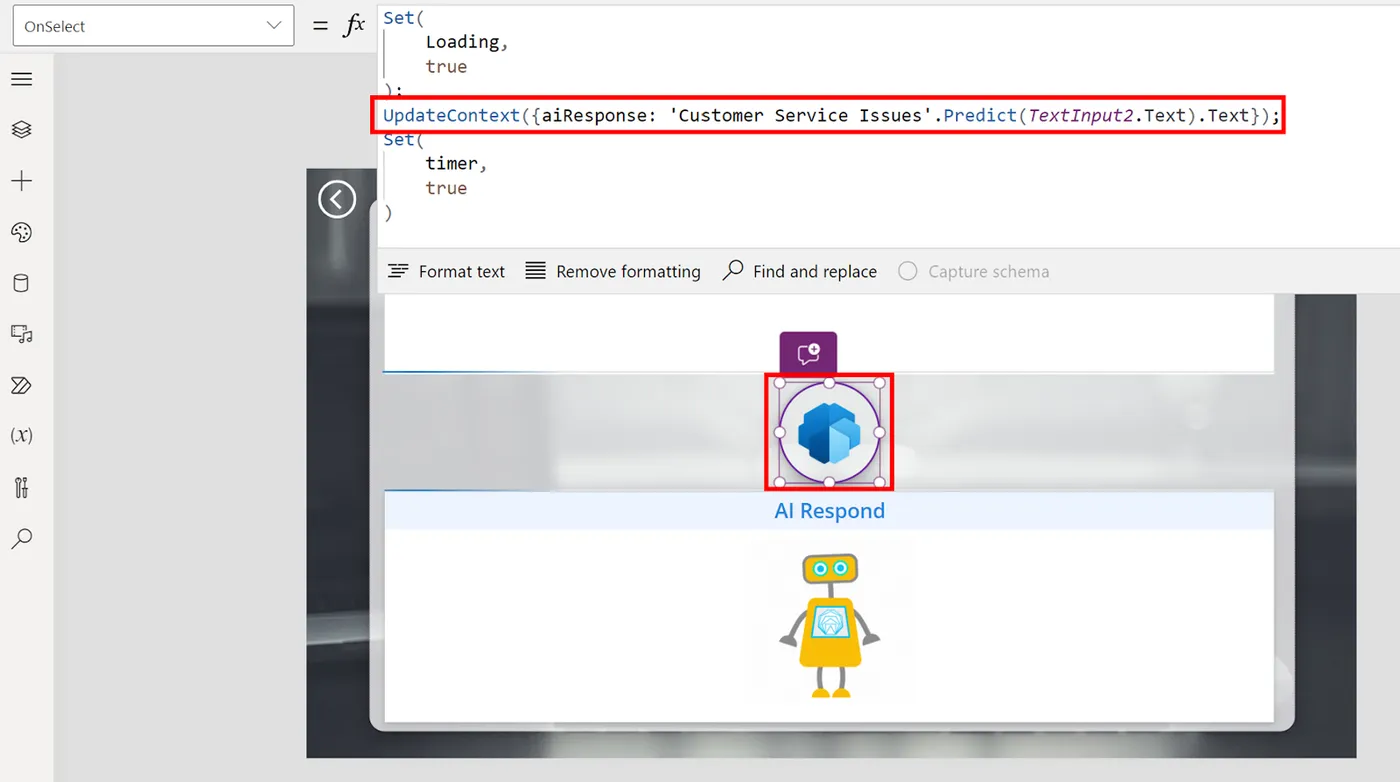 OnSelect
= fx
Set(
Loading,
true
);
UpdateContext({aiResponse: 'Customer Service Issues'.Predict(TextInput2.Text).Text});
Set(
timer,
true
)
Format text Remove formatting Find and replace Capture schema
(x)
AI Respond